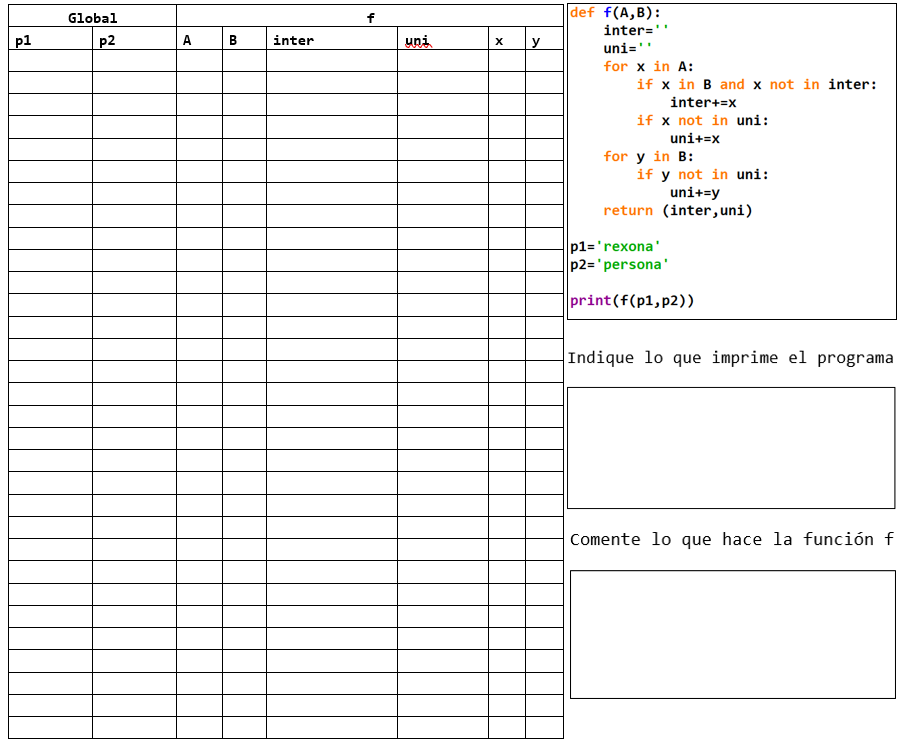 Global f
p1 p2 A B inter uni x y
def f(A,B):
    inter=''
    uni=''
    for x in A:
        if x in B and x not in inter:
            inter+=x
        if x not in uni:
            uni+=x
    for y in B:
        if y not in uni:
            uni+=y
    return (inter,uni)
p1='rexona'
p2='persona'
print(f(p1,p2))
Indique lo que imprime el programa
Comente lo que hace la función f